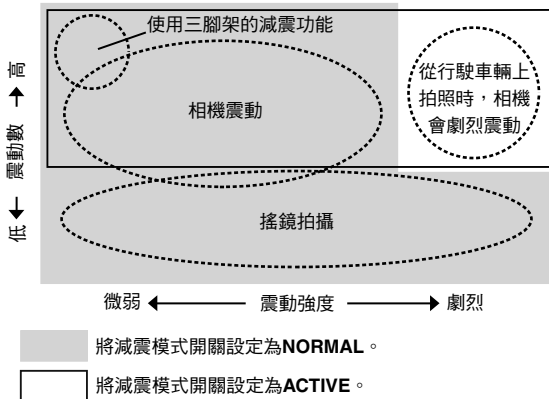 使用三腳架的減震功能
從行駛車輛上
拍照時，相機
會劇烈震動
相機震動
搖鏡拍攝
低 ← 震動數 → 高
微弱 ← 震動強度 → 劇烈
將減震模式開關設定為NORMAL。
將減震模式開關設定為ACTIVE。